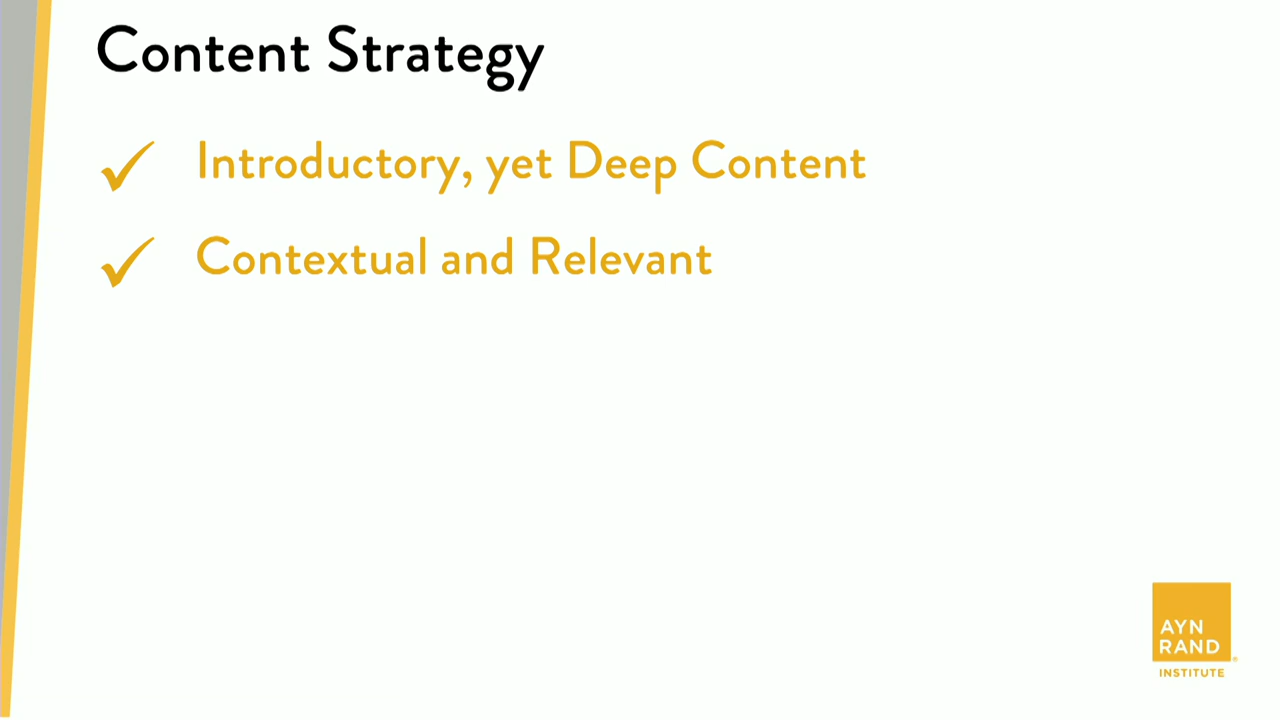 Content Strategy
Introductory, yet Deep Content
Contextual and Relevant
AYN
RAND
®
INSTITUTE